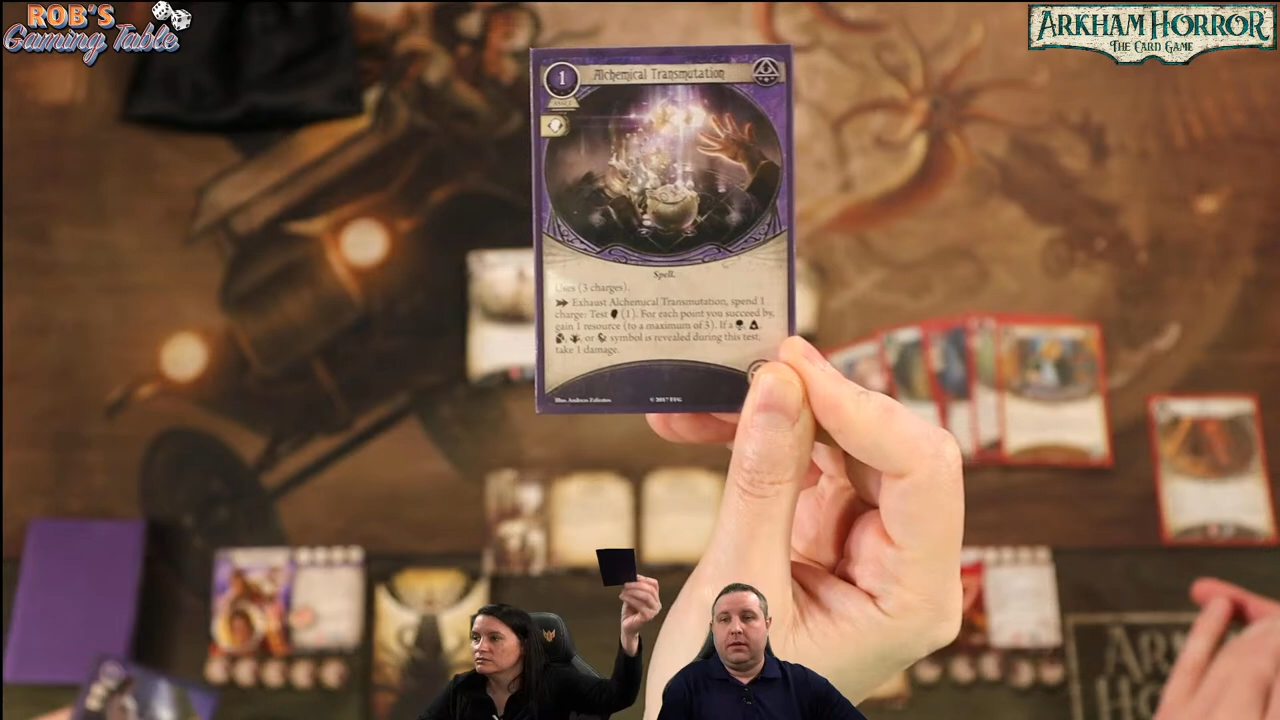 ROB'S
Gaming Table
ARKHAM HORROR
THE CARD GAME
1
Alchemical Transmutation
ASSET
Spell.
Uses (3 charges).
Exhaust Alchemical Transmutation, spend 1
charge: Test (1). For each point you succeed by,
gain 1 resource (to a maximum of 3). If a
or symbol is revealed during this test,
take 1 damage.
© 2017 FFG